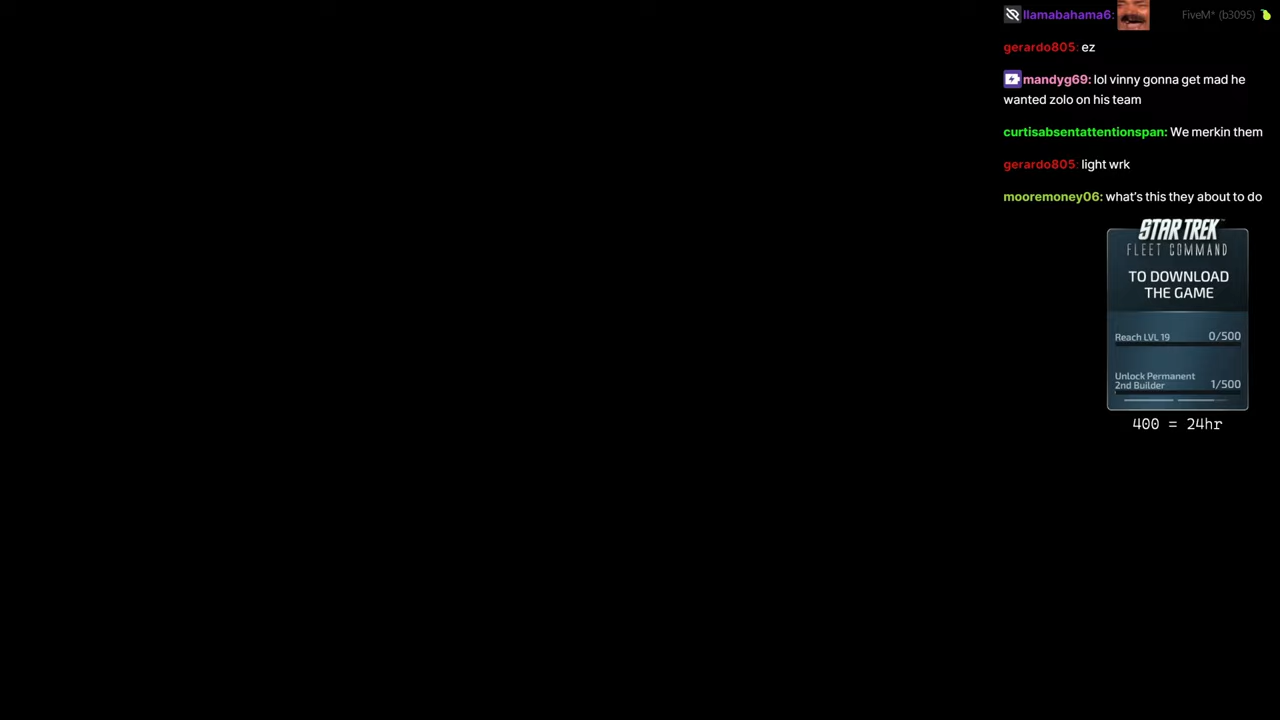 llamabahama6:
FiveM* (b3095)
gerardo805: ez
mandyg69: lol vinny gonna get mad he
wanted zolo on his team
curtisabsentattentionspan: We merkin them
gerardo805: light wrk
mooremoney06: what's this they about to do
STAR TREK
FLEET COMMAND
TO DOWNLOAD
THE GAME
Reach LVL 19 0/500
Unlock Permanent
2nd Builder 1/500
400 = 24hr